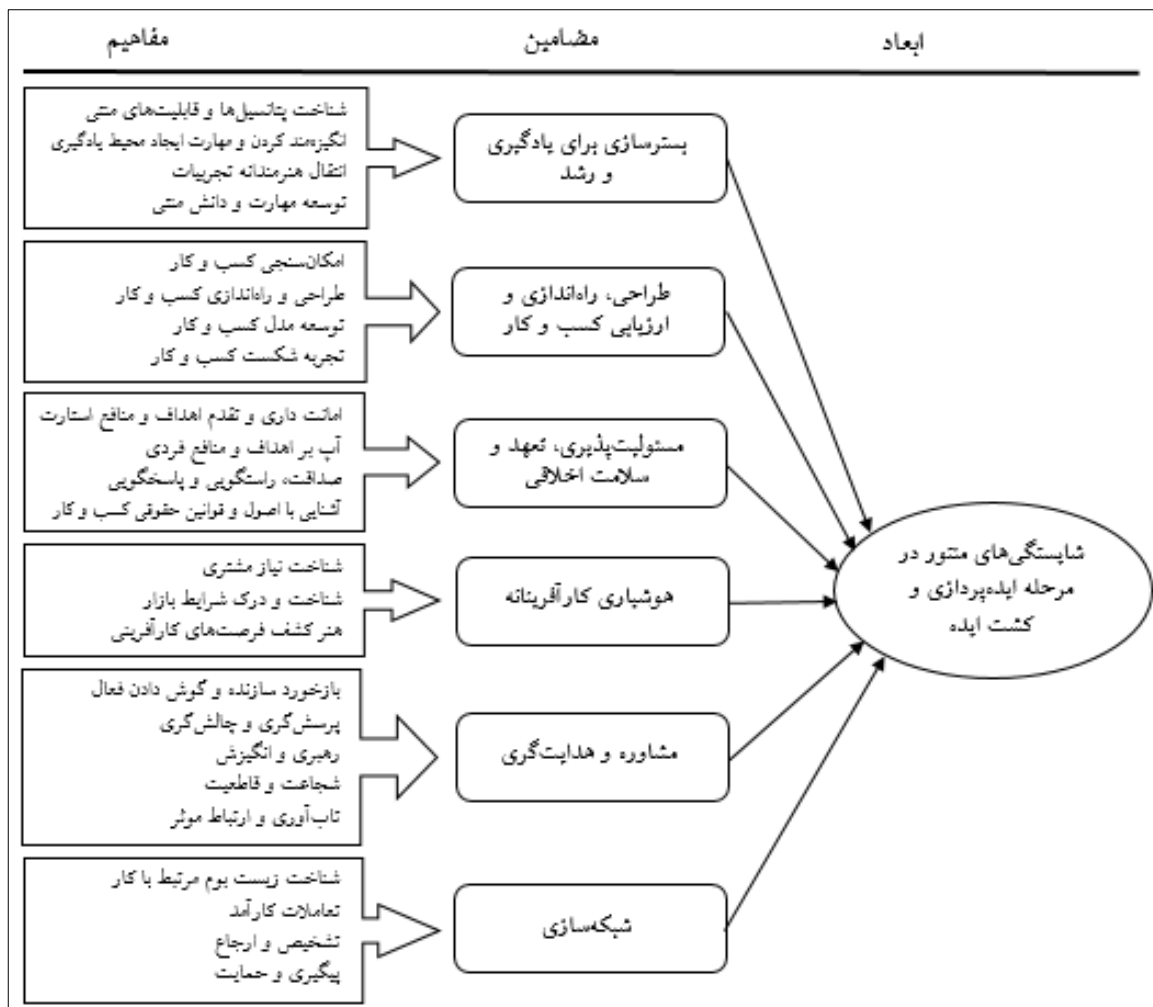 ابعاد
مضامین
مفاهیم
شناخت پتانسیل‌ها و قابلیت‌های منتی
انگیزه‌مند کردن و مهارت ایجاد محیط یادگیری
انتقال هنرمندانه تجربیات
توسعه مهارت و دانش منتی
بسترسازی برای یادگیری
و رشد
امکان‌سنجی کسب و کار
طراحی و راه‌اندازی کسب و کار
توسعه مدل کسب و کار
تجربه شکست کسب و کار
طراحی، راه‌اندازی و
ارزیابی کسب و کار
امانت داری و تقدم اهداف و منافع استارت
آپ بر اهداف و منافع فردی
صداقت، راستگویی و پاسخگویی
آشنایی با اصول و قوانین حقوقی کسب و کار
مسئولیت‌پذیری، تعهد و
سلامت اخلاقی
شناخت نیاز مشتری
شناخت و درک شرایط بازار
هنر کشف فرصت‌های کارآفرینی
هوشیاری کارآفرینانه
بازخورد سازنده و گوش دادن فعال
پرسش‌گری و چالش‌گری
رهبری و انگیزش
شجاعت و قاطعیت
تاب‌آوری و ارتباط موثر
مشاوره و هدایت‌گری
شناخت زیست بوم مرتبط با کار
تعاملات کارآمد
تشخیص و ارجاع
پیگیری و حمایت
شبکه‌سازی
شایستگی‌های منتور در
مرحله ایده‌پردازی و
کشت ایده